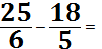 25/6 - 18/5 =